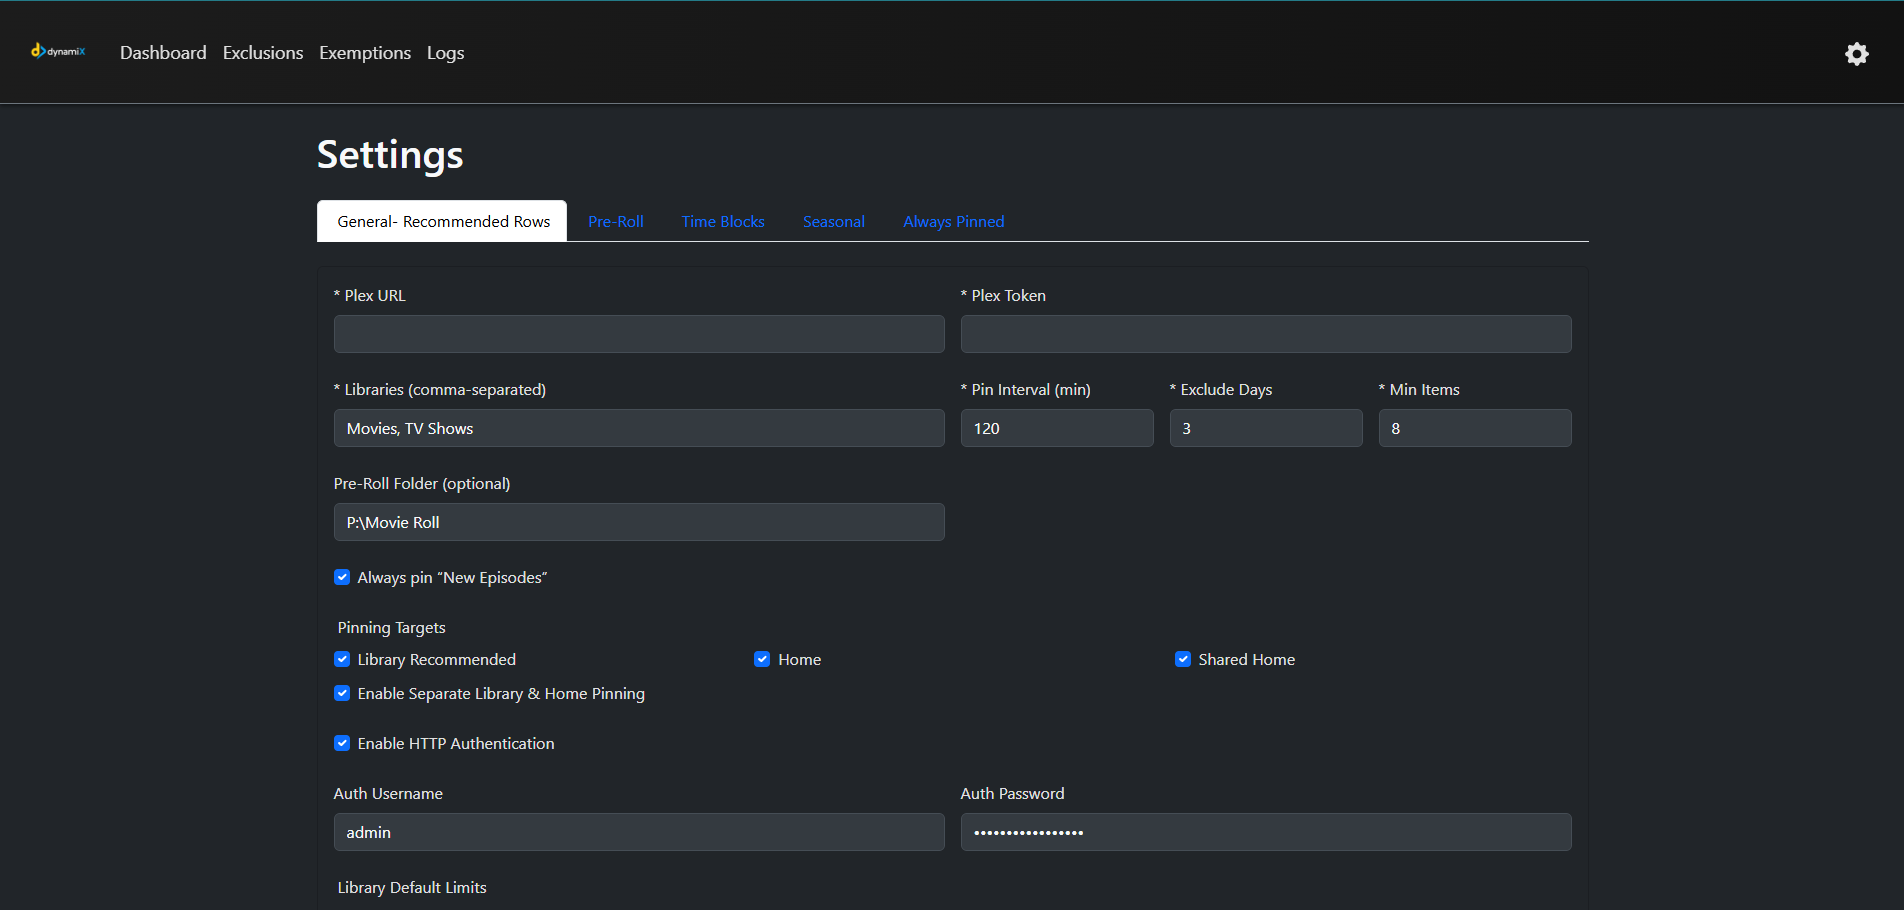 dynamiX Dashboard Exclusions Exemptions Logs
Settings
General- Recommended Rows Pre-Roll Time Blocks Seasonal Always Pinned
* Plex URL * Plex Token
* Libraries (comma-separated) * Pin Interval (min) * Exclude Days * Min Items
Movies, TV Shows 120 3 8
Pre-Roll Folder (optional)
P:\Movie Roll
Always pin “New Episodes”
Pinning Targets
Library Recommended Home Shared Home
Enable Separate Library & Home Pinning
Enable HTTP Authentication
Auth Username Auth Password
admin •••••••••••••••••
Library Default Limits